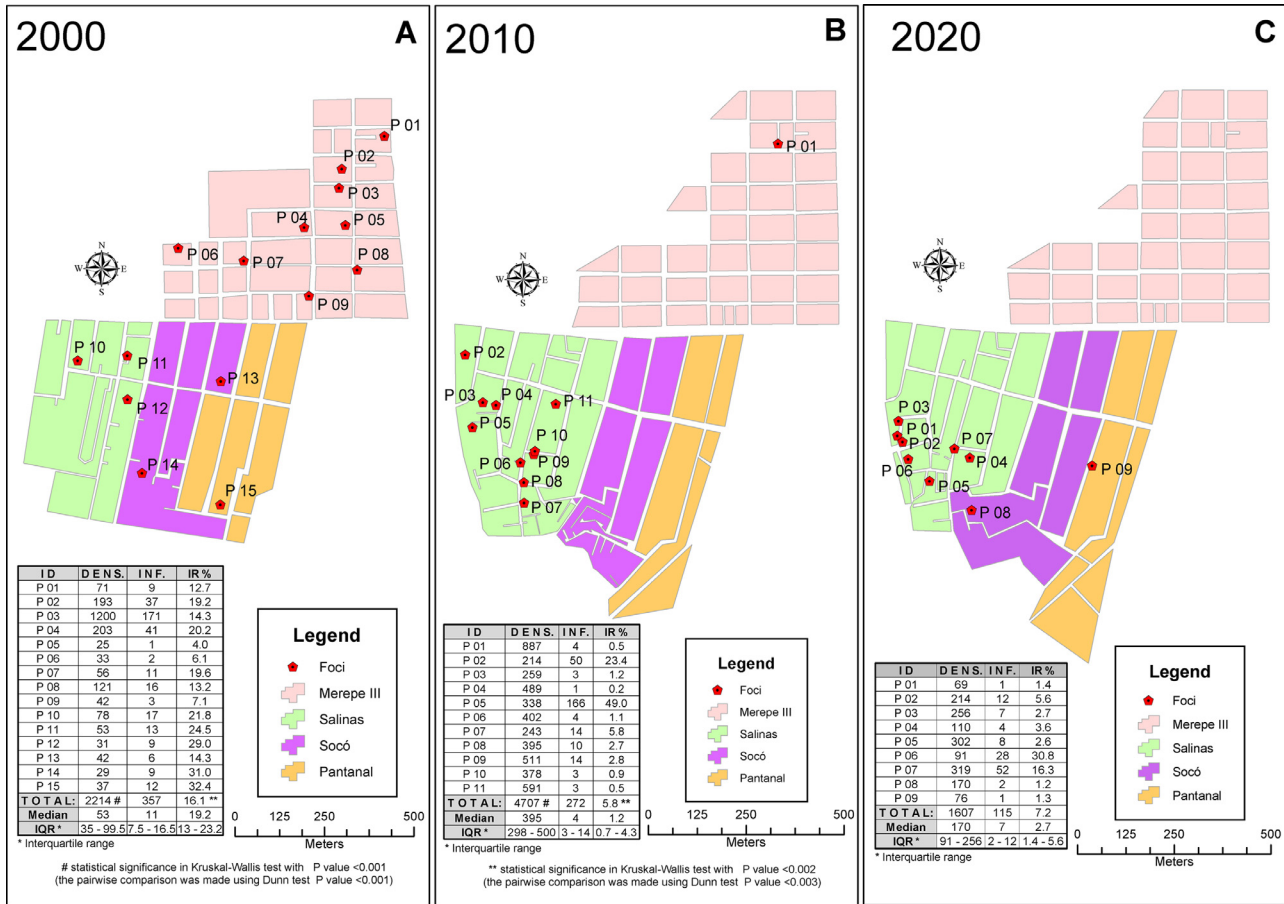 2000
A
P 01
P 02
P 03
P 04
P 05
P 06
P 07
P 08
P 09
N
W E
S
P 10
P 11
P 12
P 13
P 14
P 15
ID DENS. INF. IR%
P 01 71 9 12.7
P 02 193 37 19.2
P 03 1200 171 14.3
P 04 203 41 20.2
P 05 25 1 4.0
P 06 33 2 6.1
P 07 56 11 19.6
P 08 121 16 13.2
P 09 42 3 7.1
P 10 78 17 21.8
P 11 53 13 24.5
P 12 31 9 29.0
P 13 42 6 14.3
P 14 29 9 31.0
P 15 37 12 32.4
TOTAL: 2214 # 357 16.1 **
Median 53 11 19.2
IQR * 35 - 99.5 7.5 - 16.5 13 - 23.2
* Interquartile range
Legend
Foci
Merepe III
Salinas
Socó
Pantanal
0 125 250 500
Meters
# statistical significance in Kruskal-Wallis test with P value <0.001
(the pairwise comparison was made using Dunn test P value <0.001)
2010
B
P 01
N
W E
S
P 02
P 03
P 04
P 11
P 05
P 10
P 06
P 09
P 08
P 07
ID DENS. INF. IR%
P 01 887 4 0.5
P 02 214 50 23.4
P 03 259 3 1.2
P 04 489 1 0.2
P 05 338 166 49.0
P 06 402 4 1.1
P 07 243 14 5.8
P 08 395 10 2.7
P 09 511 14 2.8
P 10 378 3 0.9
P 11 591 3 0.5
TOTAL: 4707 # 272 5.8 **
Median 395 4 1.2
IQR * 298 - 500 3 - 14 0.7 - 4.3
* Interquartile range
Legend
Foci
Merepe III
Salinas
Socó
Pantanal
0 125 250 500
Meters
** statistical significance in Kruskal-Wallis test with P value <0.002
(the pairwise comparison was made using Dunn test P value <0.003)
2020
C
N
W E
S
P 03
P 01
P 02
P 07
P 04
P 06
P 05
P 09
P 08
ID DENS. INF. IR%
P 01 69 1 1.4
P 02 214 12 5.6
P 03 256 7 2.7
P 04 110 4 3.6
P 05 302 8 2.6
P 06 91 28 30.8
P 07 319 52 16.3
P 08 170 2 1.2
P 09 76 1 1.3
TOTAL: 1607 115 7.2
Median 170 7 2.7
IQR * 91 - 256 2 - 12 1.4 - 5.6
* Interquartile range
Legend
Foci
Merepe III
Salinas
Socó
Pantanal
0 125 250 500
Meters